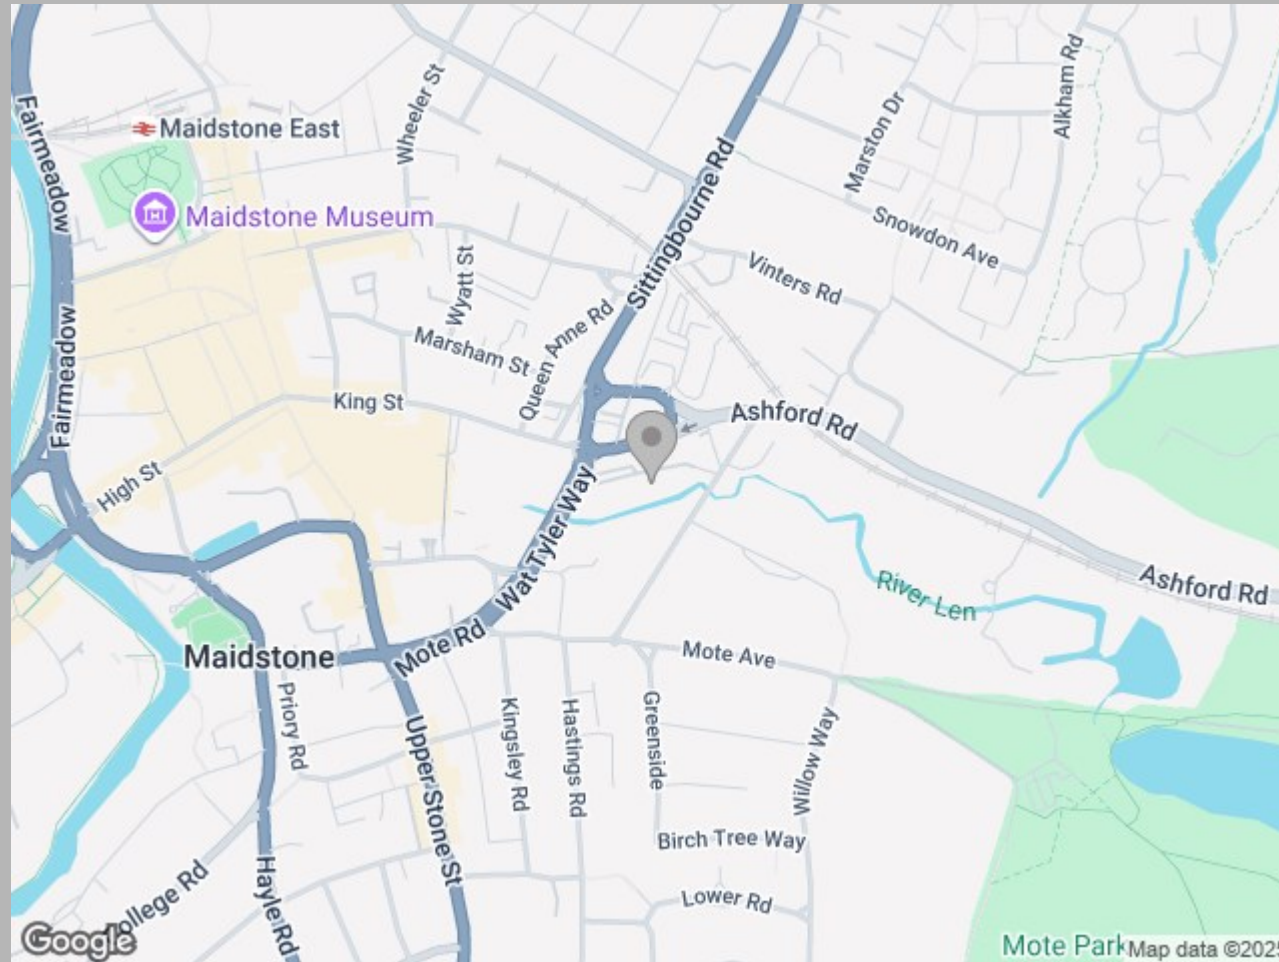 Fairmeadow
Maidstone East
Wheeler St
Sittingbourne Rd
Marston Dr
Alkham Rd
Maidstone Museum
Wyatt St
Snowdon Ave
Vinters Rd
Marsham St
Queen Anne Rd
Fairmeadow
King St
Ashford Rd
High St
Wat Tyler Way
River Len
Ashford Rd
Maidstone
Mote Rd
Mote Ave
Priory Rd
Upper Stone St
Kingsley Rd
Hastings Rd
Greenside
Willow Way
Birch Tree Way
College Rd
Hayle Rd
Lower Rd
Google
Mote Park
Map data ©2025